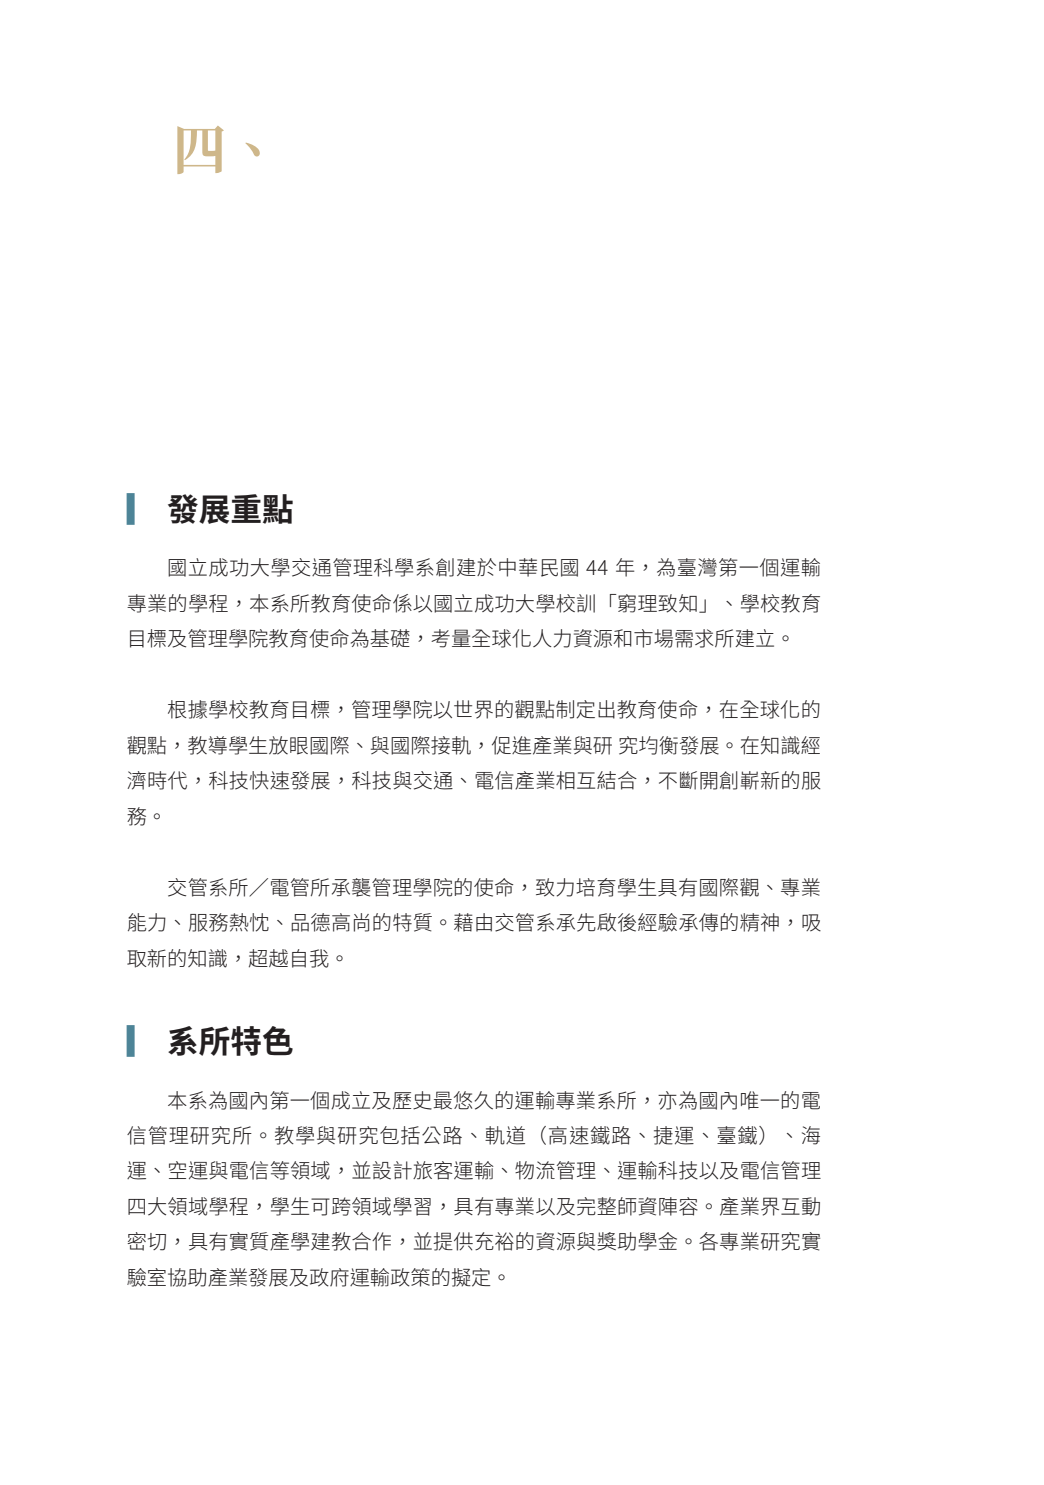 四、
發展重點
國立成功大學交通管理科學系創建於中華民國 44 年，為臺灣第一個運輸
專業的學程，本系所教育使命係以國立成功大學校訓「窮理致知」、學校教育
目標及管理學院教育使命為基礎，考量全球化人力資源和市場需求所建立。
根據學校教育目標，管理學院以世界的觀點制定出教育使命，在全球化的
觀點，教導學生放眼國際、與國際接軌，促進產業與研 究均衡發展。在知識經
濟時代，科技快速發展，科技與交通、電信產業相互結合，不斷開創嶄新的服
務。
交管系所／電管所承襲管理學院的使命，致力培育學生具有國際觀、專業
能力、服務熱忱、品德高尚的特質。藉由交管系承先啟後經驗承傳的精神，吸
取新的知識，超越自我。
系所特色
本系為國內第一個成立及歷史最悠久的運輸專業系所，亦為國內唯一的電
信管理研究所。教學與研究包括公路、軌道（高速鐵路、捷運、臺鐵）、海
運、空運與電信等領域，並設計旅客運輸、物流管理、運輸科技以及電信管理
四大領域學程，學生可跨領域學習，具有專業以及完整師資陣容。產業界互動
密切，具有實質產學建教合作，並提供充裕的資源與獎助學金。各專業研究實
驗室協助產業發展及政府運輸政策的擬定。